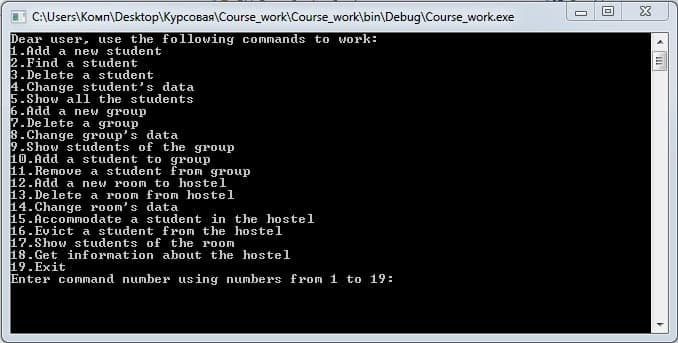 C:\Users\Комп\Desktop\Курсовая\Course_work\Course_work\bin\Debug\Course_work.exe
Dear user, use the following commands to work:
1.Add a new student
2.Find a student
3.Delete a student
4.Change student's data
5.Show all the students
6.Add a new group
7.Delete a group
8.Change group's data
9.Show students of the group
10.Add a student to group
11.Remove a student from group
12.Add a new room to hostel
13.Delete a room from hostel
14.Change room's data
15.Accommodate a student in the hostel
16.Evict a student from the hostel
17.Show students of the room
18.Get information about the hostel
19.Exit
Enter command number using numbers from 1 to 19: